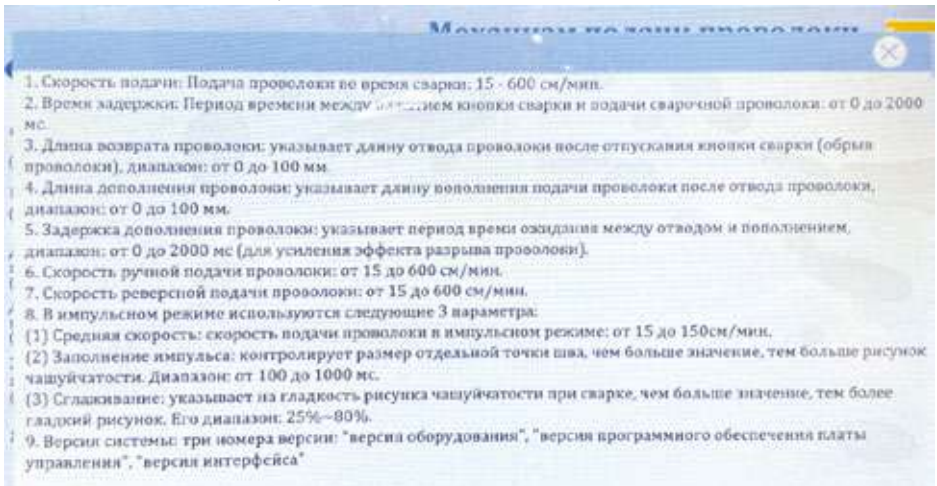 Механизм подачи проволоки
1. Скорость подачи: Подача проволоки во время сварки: 15 - 600 см/мин.
2. Время задержки: Период времени между кнопки сварки и подачи сварочной проволоки: от 0 до 2000
мс.
3. Длина возврата проволоки: указывает длину отвода проволоки после отпускания кнопки сварки (обрыв
проволоки), диапазон: от 0 до 100 мм.
4. Длина дополнения проволоки: указывает длину вополнения подачи проволоки после отвода проволоки,
диапазон: от 0 до 100 мм.
5. Задержка дополнения проволоки: указывает период время ожидания между отводом и пополнением,
диапазон: от 0 до 2000 мс (для усиления эффекта разрыва проволоки).
6. Скорость ручной подачи проволоки: от 15 до 600 см/мин.
7. Скорость реверсной подачи проволоки: от 15 до 600 см/мин.
8. В импульсном режиме используются следующие 3 параметра:
(1) Средняя скорость: скорость подачи проволоки в импульсном режиме: от 15 до 150см/мин.
(2) Заполнение импульса: контролирует размер отдельной точки шва, чем больше значение, тем больше рисунок
чашуйчатости. Диапазон: от 100 до 1000 мс.
(3) Сглаживание: указывает на гладкость рисунка чашуйчатости при сварке, чем больше значение, тем более
гладкий рисунок. Его диапазон: 25%~80%.
9. Версия системы: три номера версии: "версия оборудования", "версия программного обеспечения платы
управления", "версия интерфейса"